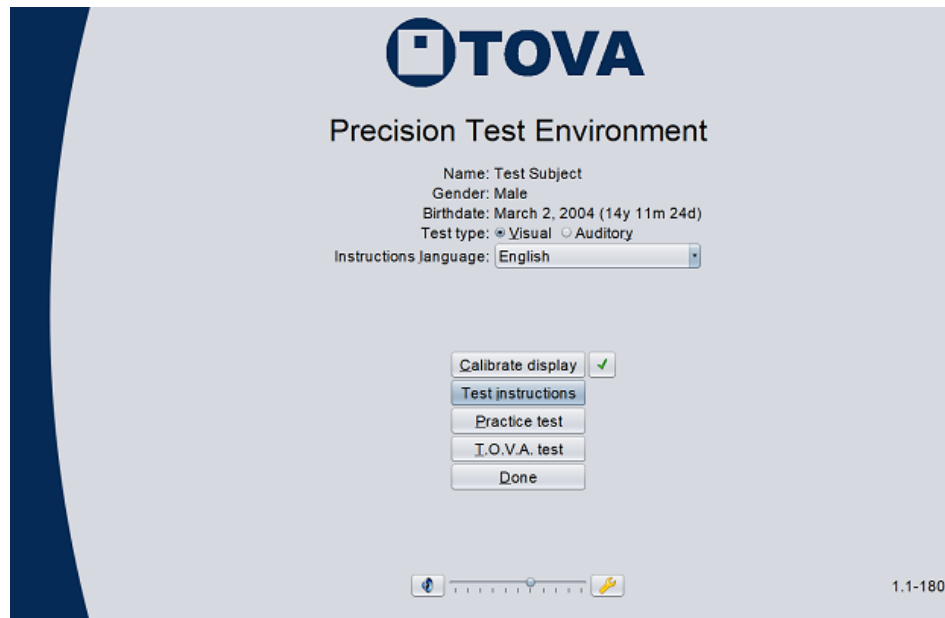 TOVA
Precision Test Environment
Name: Test Subject
Gender: Male
Birthdate: March 2, 2004 (14y 11m 24d)
Test type: Visual Auditory
Instructions language: English
Calibrate display
Test instructions
Practice test
T.O.V.A. test
Done
1.1-180